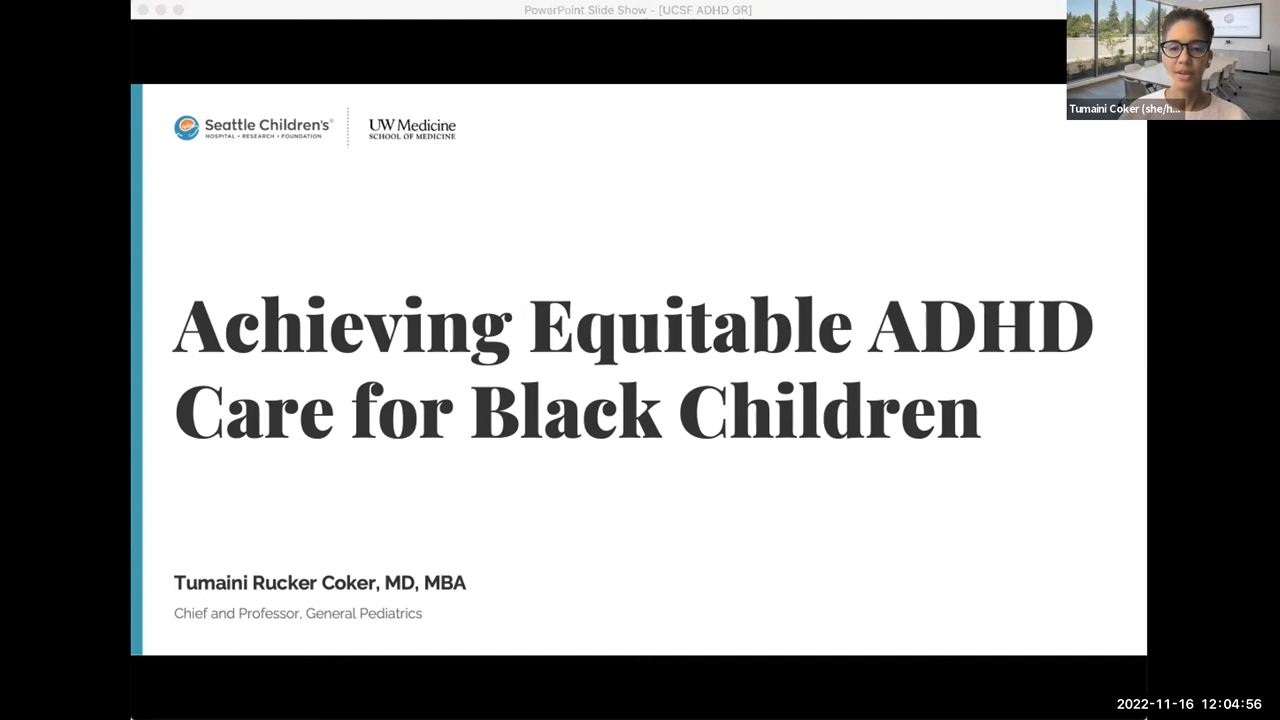 PowerPoint Slide Show - [UCSF ADHD GR]
Tumaini Coker (she/h...
Seattle Children's®
HOSPITAL • RESEARCH • FOUNDATION
UW Medicine
SCHOOL OF MEDICINE
Achieving Equitable ADHD
Care for Black Children
Tumaini Rucker Coker, MD, MBA
Chief and Professor, General Pediatrics
2022-11-16 12:04:56